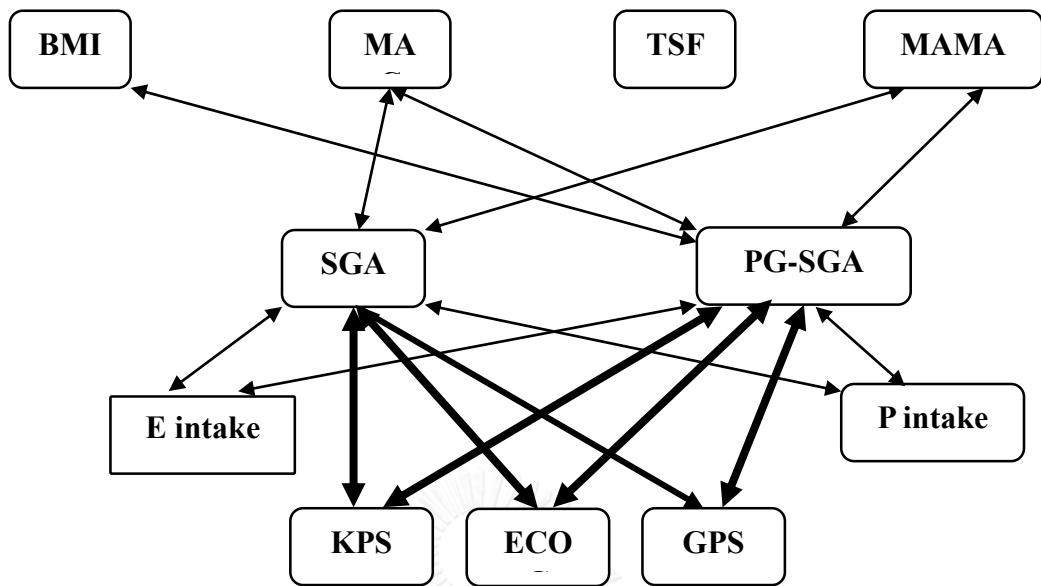 BMI
MA
TSF
MAMA
SGA
PG-SGA
E intake
P intake
KPS
ECO
GPS